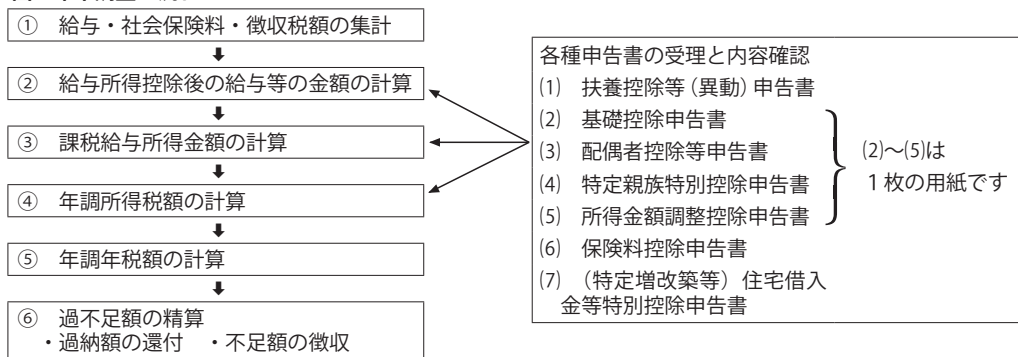 ① 給与・社会保険料・徴収税額の集計
② 給与所得控除後の給与等の金額の計算
③ 課税給与所得金額の計算
④ 年調所得税額の計算
⑤ 年調年税額の計算
⑥ 過不足額の精算
・過納額の還付 ・不足額の徴収
各種申告書の受理と内容確認
⑴ 扶養控除等(異動)申告書
⑵ 基礎控除申告書
⑶ 配偶者控除等申告書
⑷ 特定親族特別控除申告書
⑸ 所得金額調整控除申告書
⑹ 保険料控除申告書
⑺ (特定増改築等)住宅借入
金等特別控除申告書
⑵~⑸は
1枚の用紙です